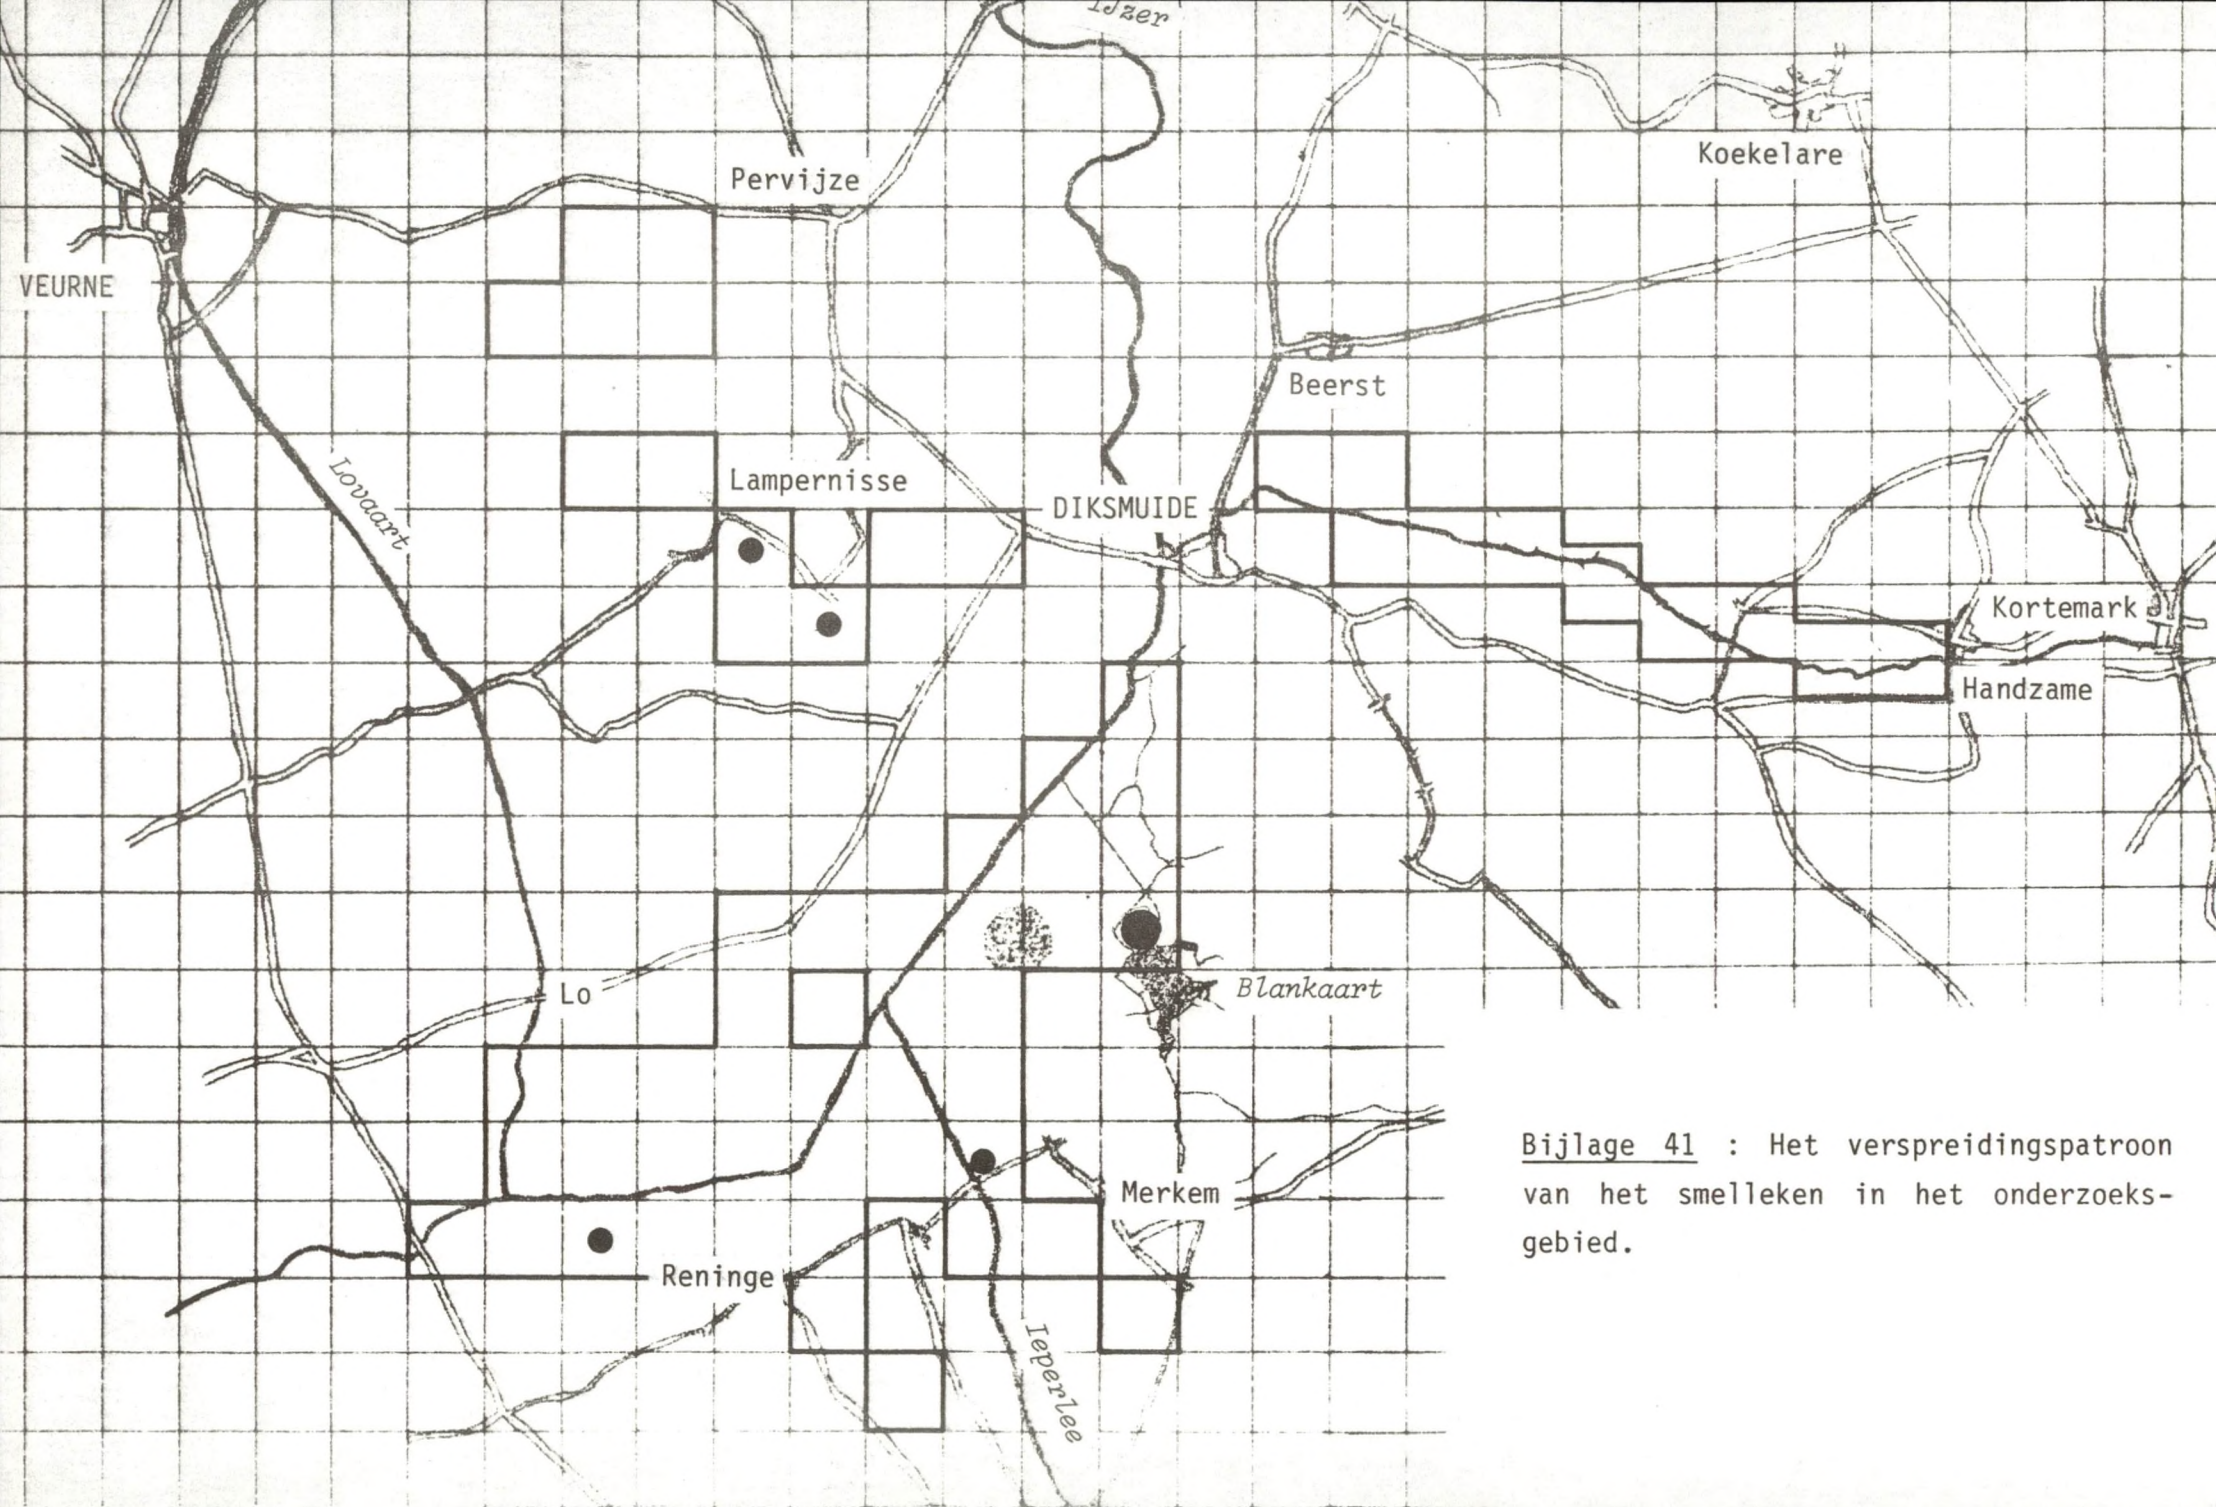 IJzer
Koekelare
Pervijze
VEURNE
Beerst
Lovaart
Lampernisse
DIKSMUIDE
Kortemark
Handzame
Lo
Blankaart
Merkem
Reninge
Ieperlee
Bijlage 41 : Het verspreidingspatroon
van het smelleken in het onderzoeks-
gebied.